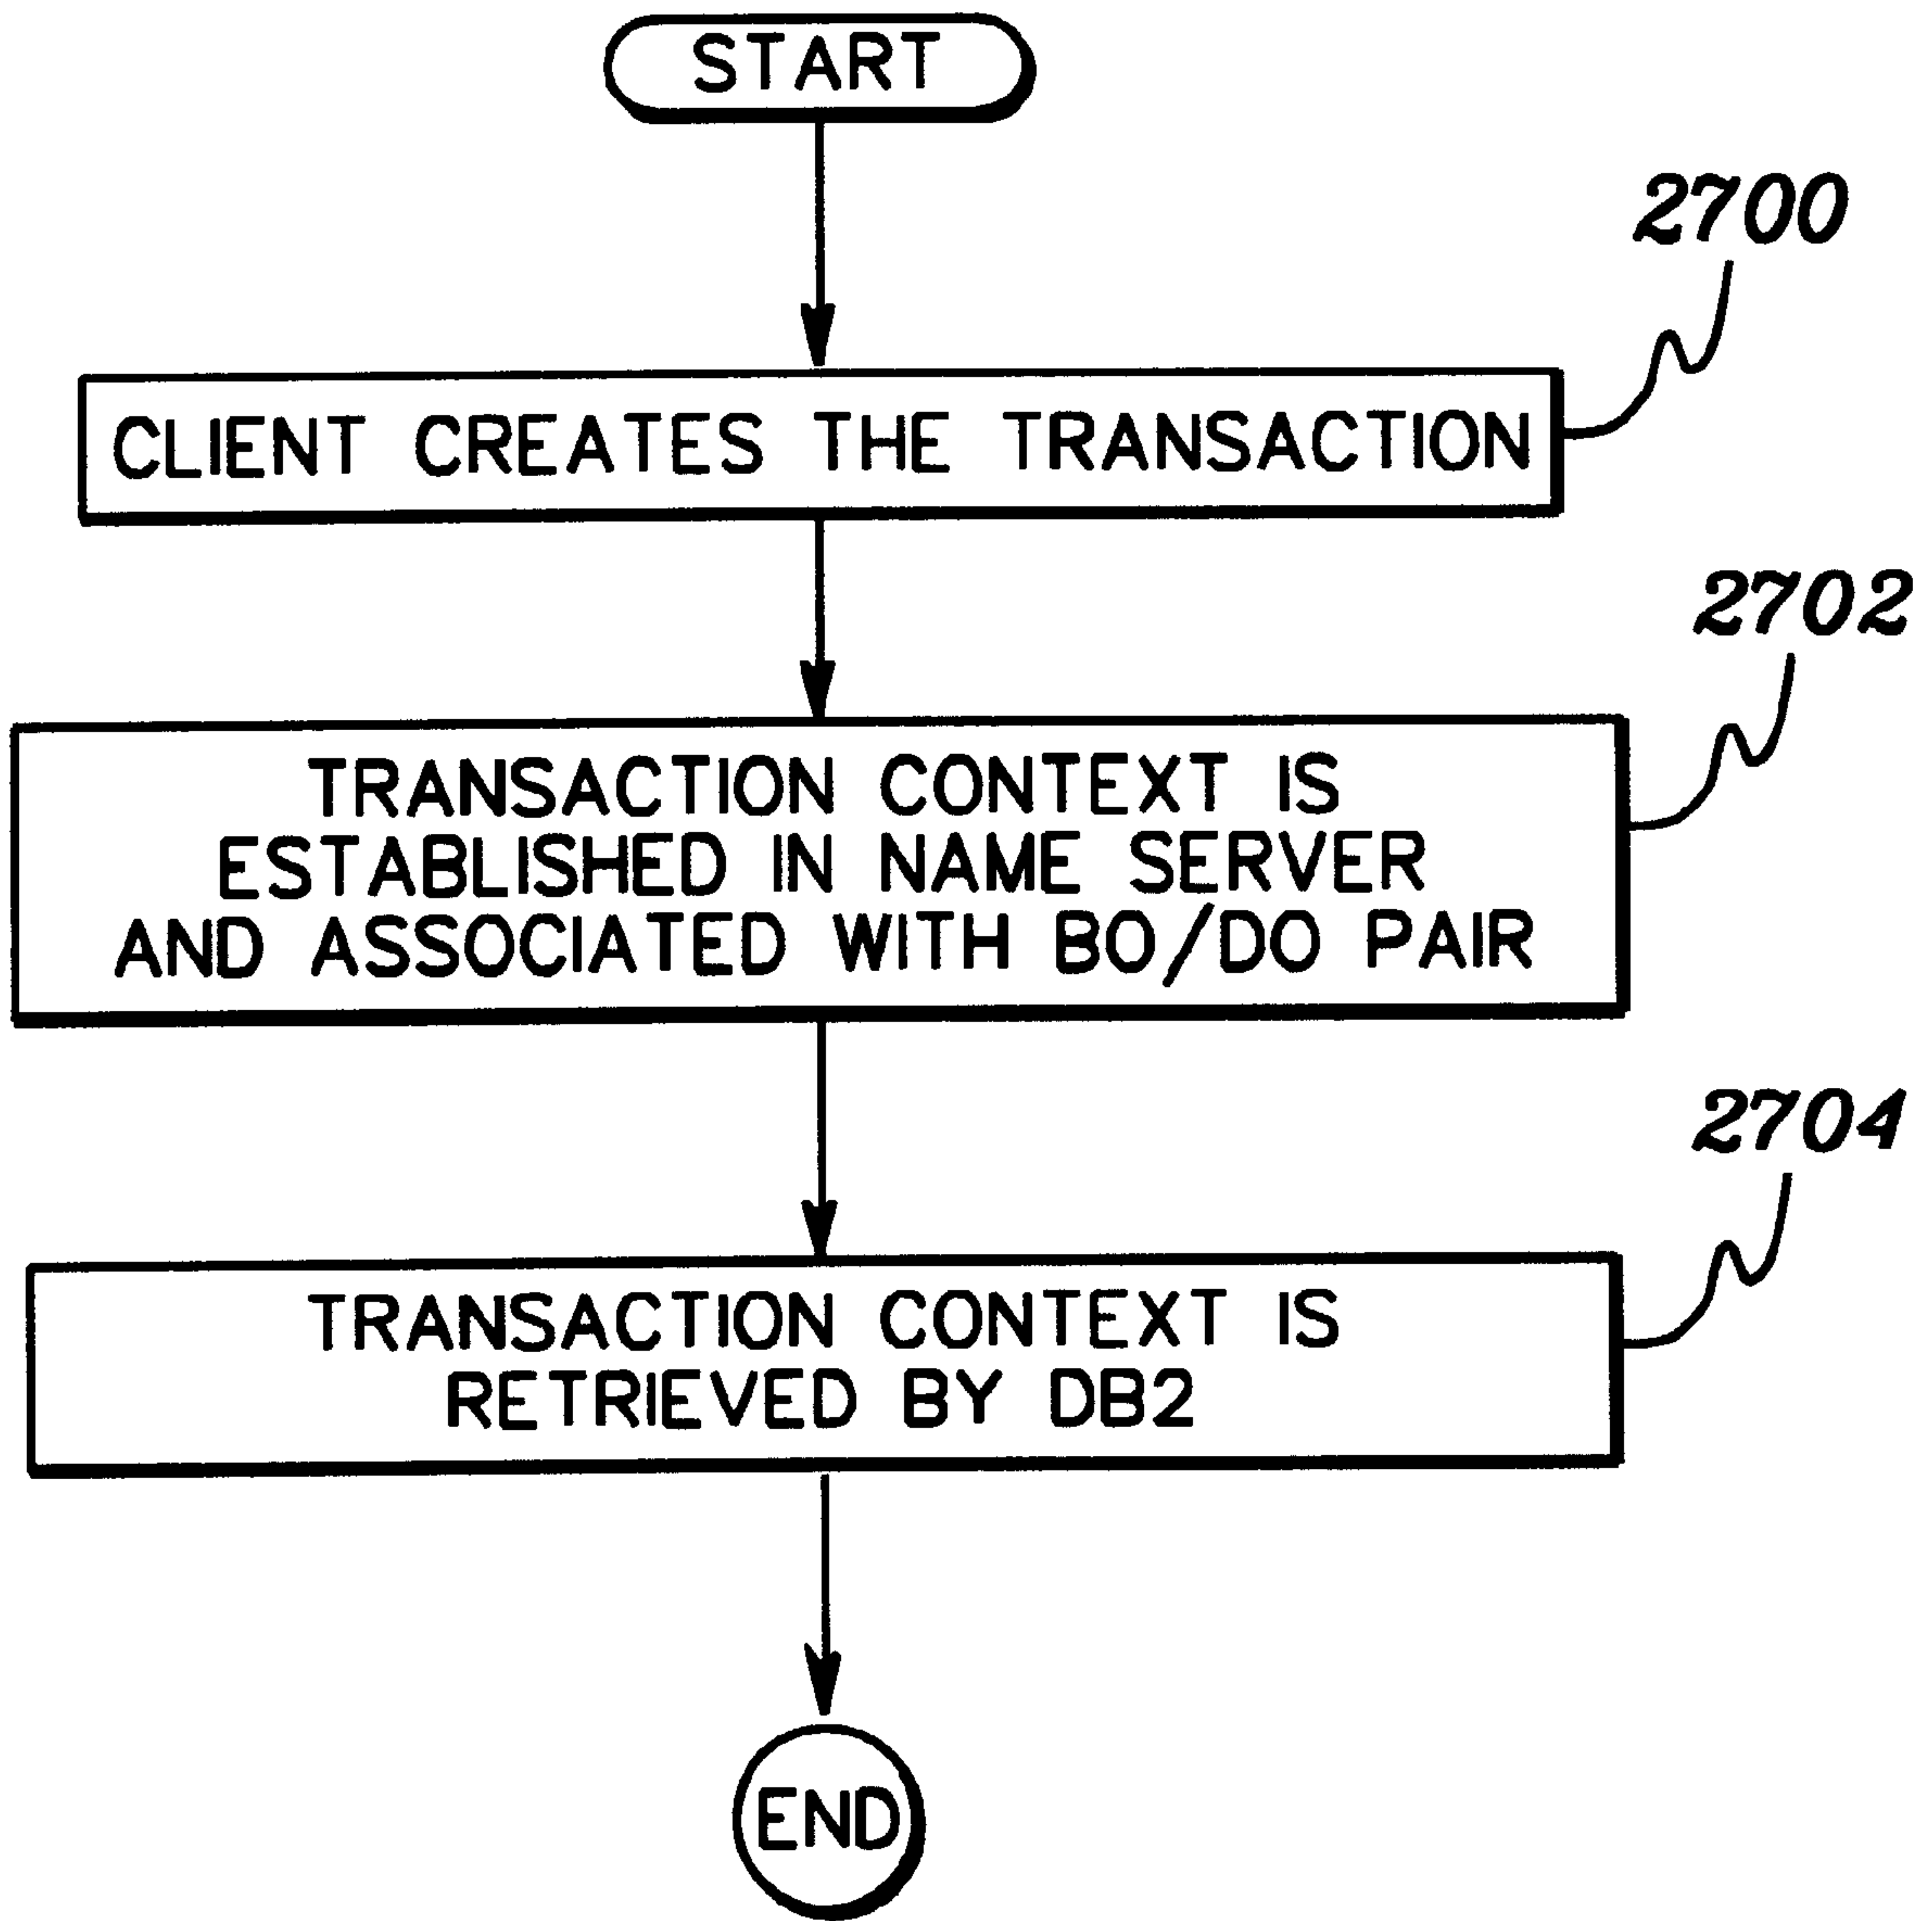 START
2700
CLIENT CREATES THE TRANSACTION
2702
TRANSACTION CONTEXT IS
ESTABLISHED IN NAME SERVER
AND ASSOCIATED WITH BO/DO PAIR
2704
TRANSACTION CONTEXT IS
RETRIEVED BY DB2
END